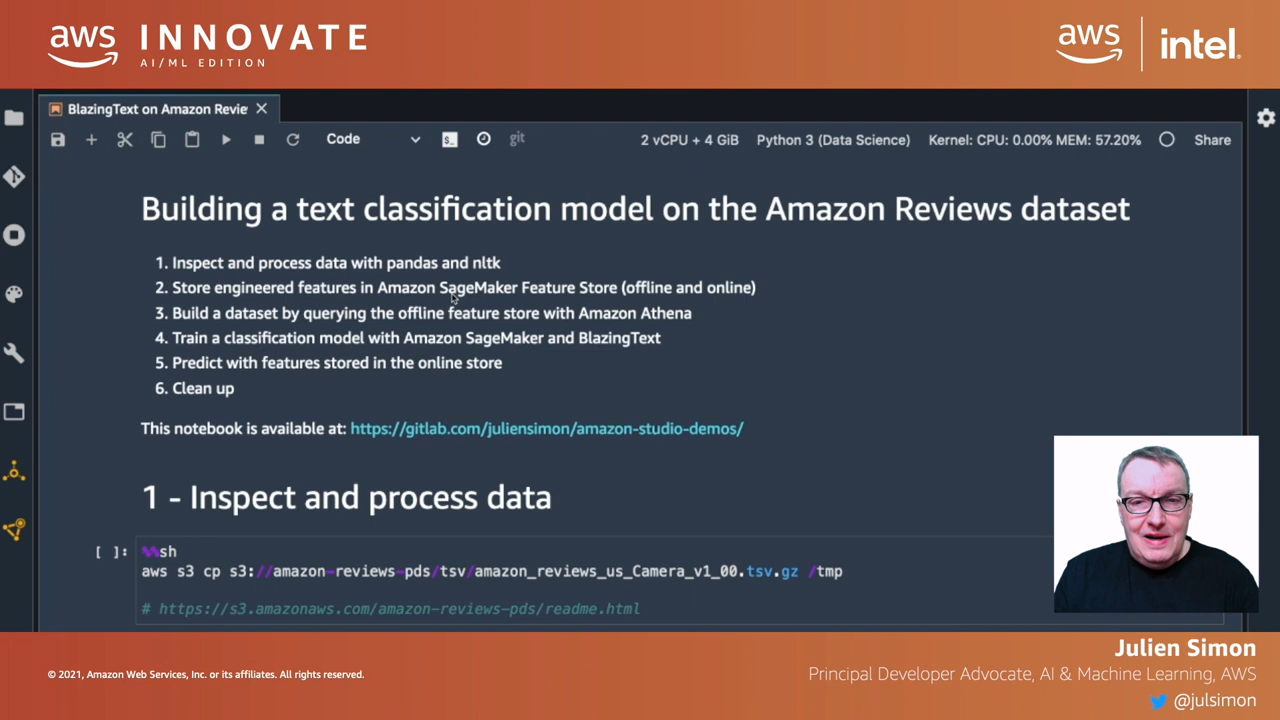 aws INNOVATE
AI/ML EDITION
aws intel.
BlazingText on Amazon Revie
Code
git
2 vCPU + 4 GiB
Python 3 (Data Science)
Kernel: CPU: 0.00% MEM: 57.20%
Share
Building a text classification model on the Amazon Reviews dataset
1. Inspect and process data with pandas and nltk
2. Store engineered features in Amazon SageMaker Feature Store (offline and online)
3. Build a dataset by querying the offline feature store with Amazon Athena
4. Train a classification model with Amazon SageMaker and BlazingText
5. Predict with features stored in the online store
6. Clean up
This notebook is available at: https://gitlab.com/juliensimon/amazon-studio-demos/
1 - Inspect and process data
[ ]: %%sh
aws s3 cp s3://amazon-reviews-pds/tsv/amazon_reviews_us_Camera_v1_00.tsv.gz /tmp
# https://s3.amazonaws.com/amazon-reviews-pds/readme.html
Julien Simon
Principal Developer Advocate, AI & Machine Learning, AWS
@julsimon
© 2021, Amazon Web Services, Inc. or its affiliates. All rights reserved.